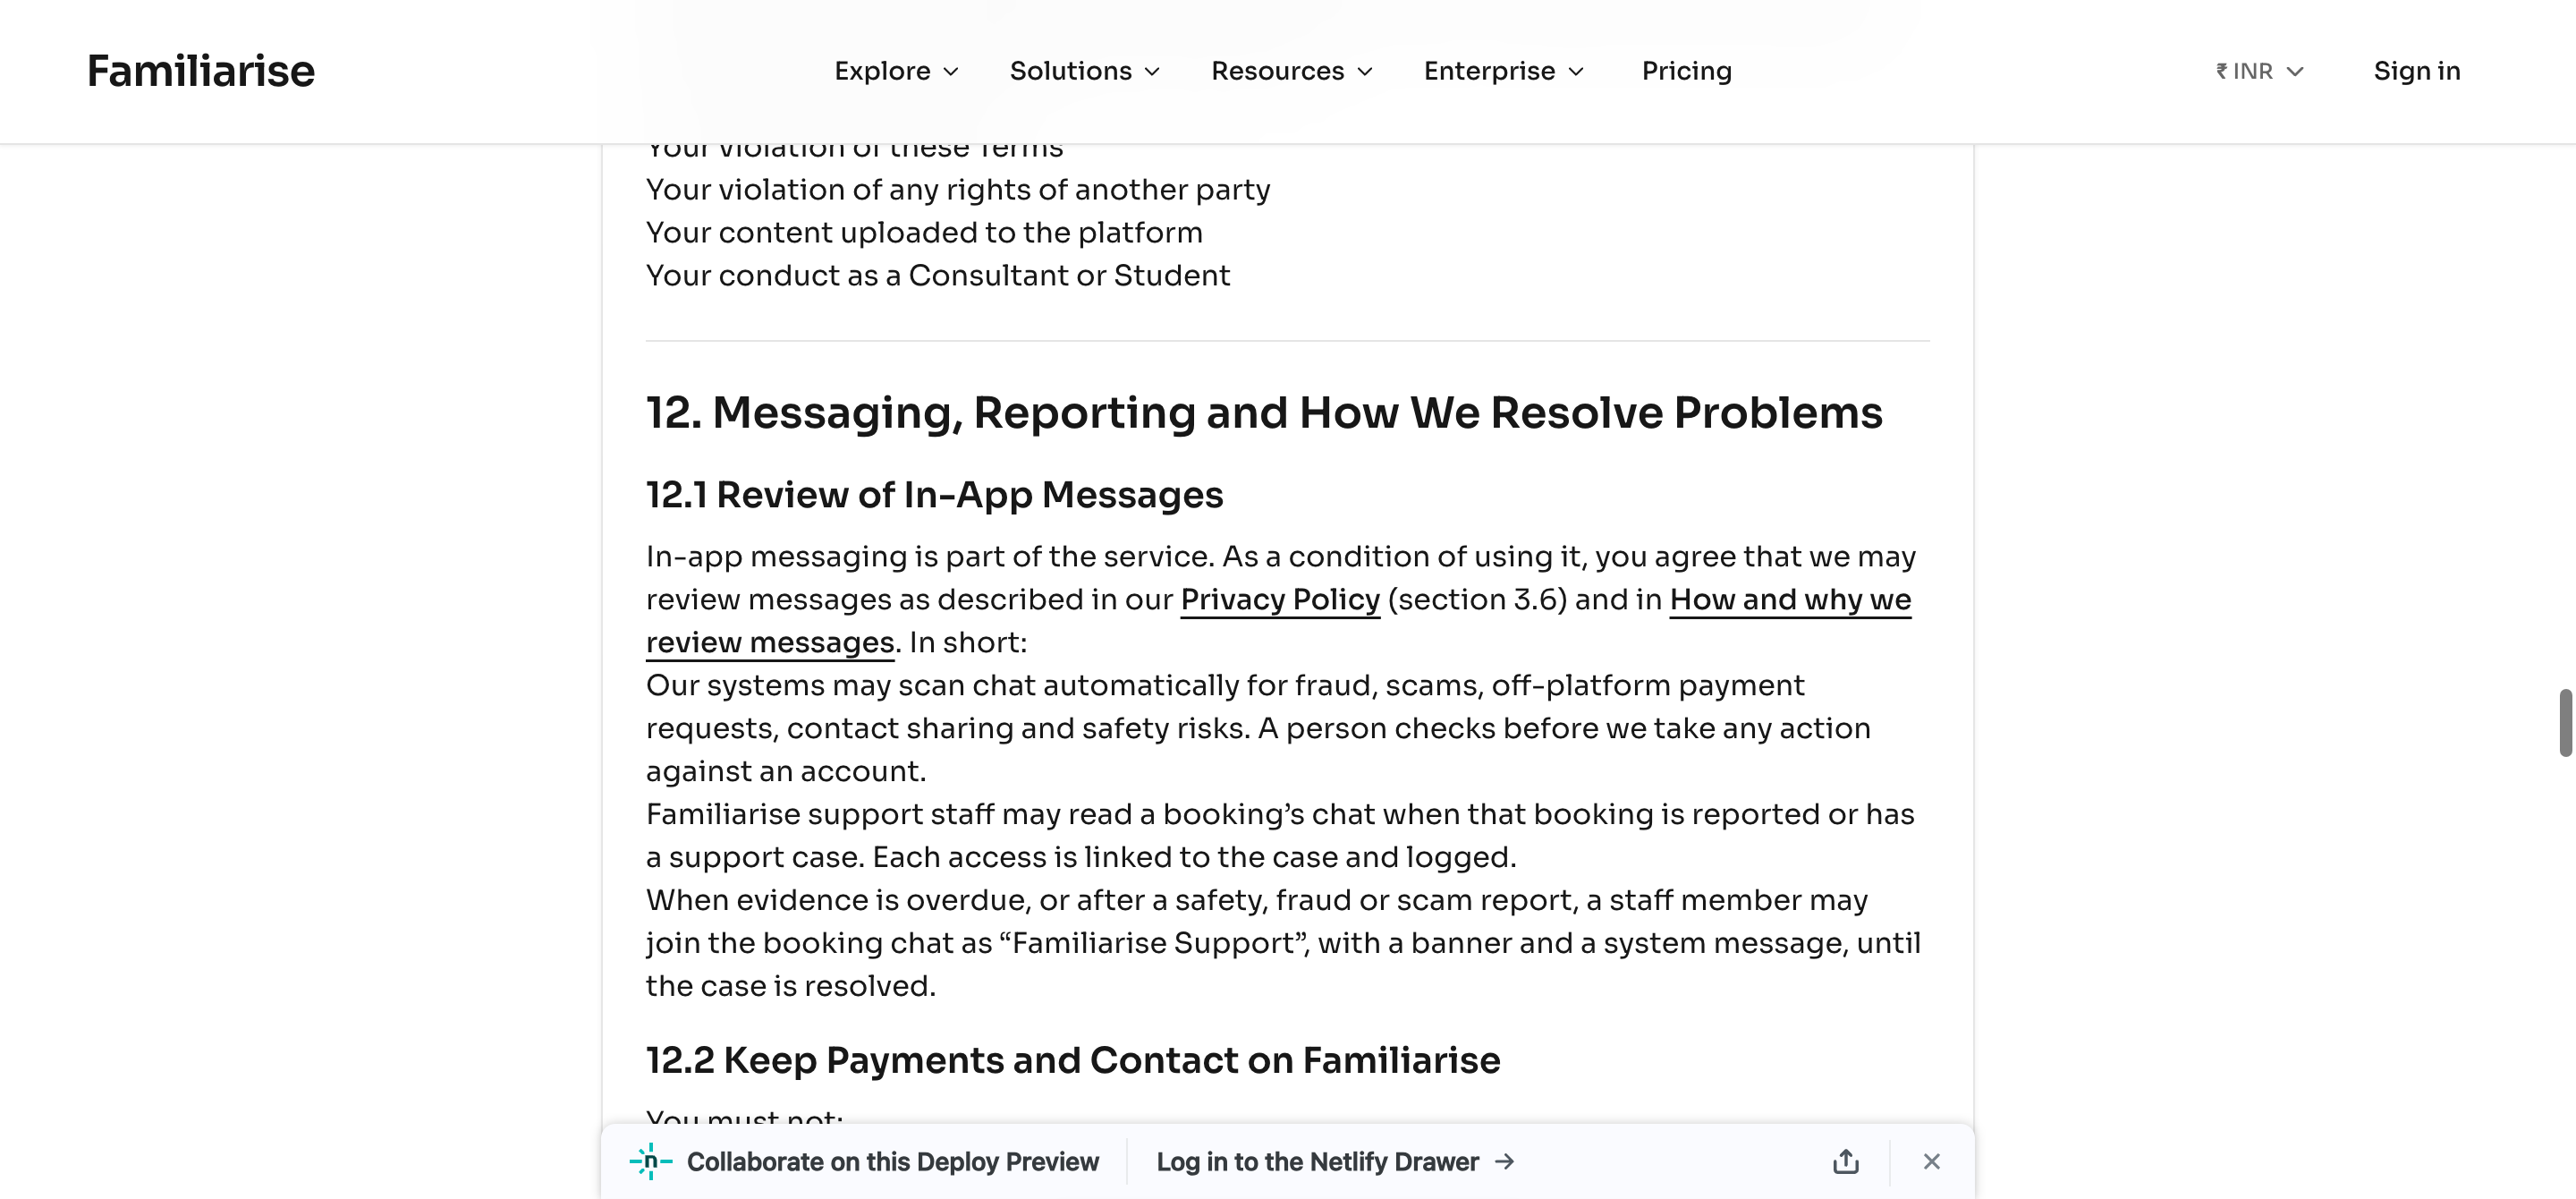 Familiarise
Explore
Solutions
Resources
Enterprise
Pricing
₹ INR
Sign in
Your violation of these Terms
Your violation of any rights of another party
Your content uploaded to the platform
Your conduct as a Consultant or Student
12. Messaging, Reporting and How We Resolve Problems
12.1 Review of In-App Messages
In-app messaging is part of the service. As a condition of using it, you agree that we may
review messages as described in our Privacy Policy (section 3.6) and in How and why we
review messages. In short:
Our systems may scan chat automatically for fraud, scams, off-platform payment
requests, contact sharing and safety risks. A person checks before we take any action
against an account.
Familiarise support staff may read a booking’s chat when that booking is reported or has
a support case. Each access is linked to the case and logged.
When evidence is overdue, or after a safety, fraud or scam report, a staff member may
join the booking chat as “Familiarise Support”, with a banner and a system message, until
the case is resolved.
12.2 Keep Payments and Contact on Familiarise
You must not:
n
Collaborate on this Deploy Preview
Log in to the Netlify Drawer →